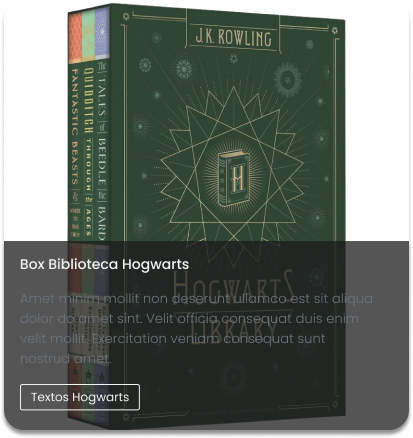 J.K. ROWLING
FANTASTIC BEASTS
&
WHERE to FIND THEM
QUIDDITCH THROUGH the AGES
The TALES of BEEDLE the BARD
H
HOGWARTS
LIBRARY
Box Biblioteca Hogwarts
Amet minim mollit non deserunt ullamco est sit aliqua
dolor do amet sint. Velit officia consequat duis enim
velit mollit. Exercitation veniam consequat sunt
nostrud amet.
Textos Hogwarts